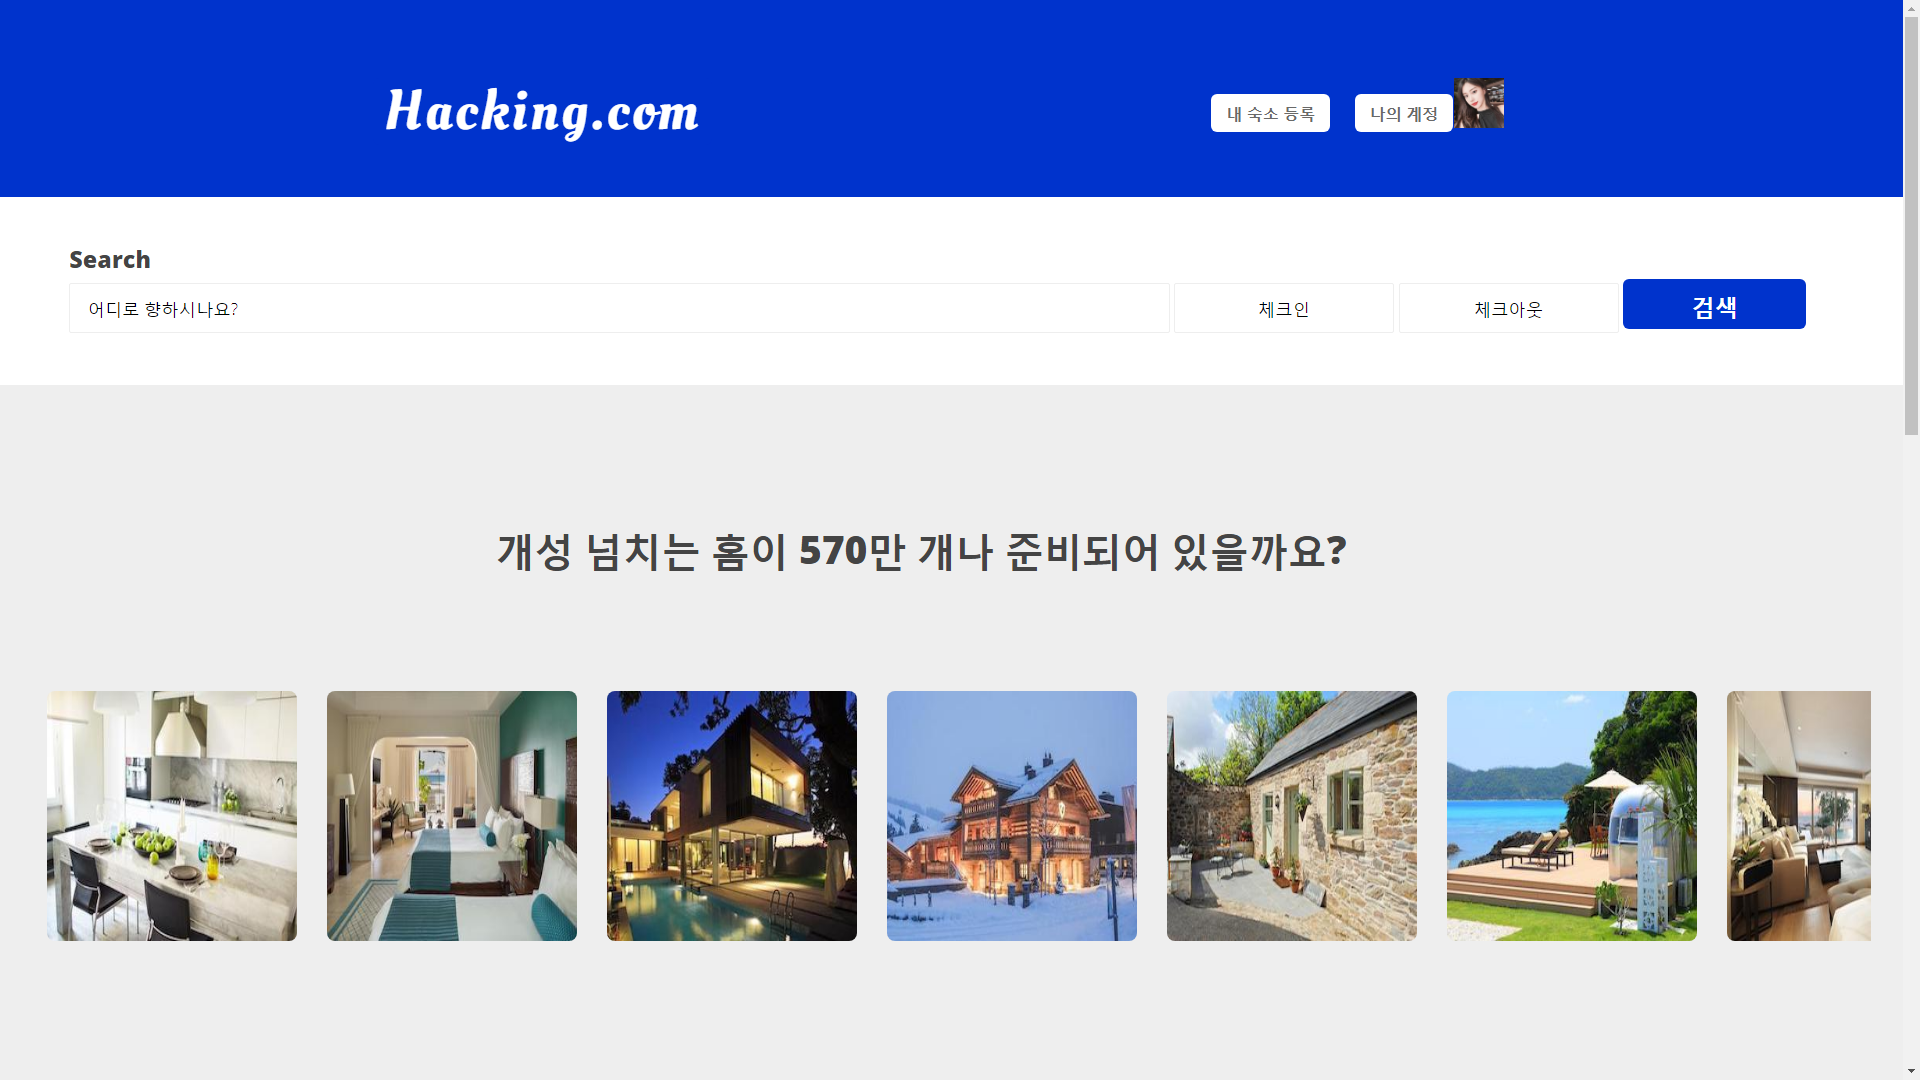 Hacking.com
내 숙소 등록
나의 계정
Search
어디로 향하시나요?
체크인
체크아웃
검색
개성 넘치는 홈이 570만 개나 준비되어 있을까요?